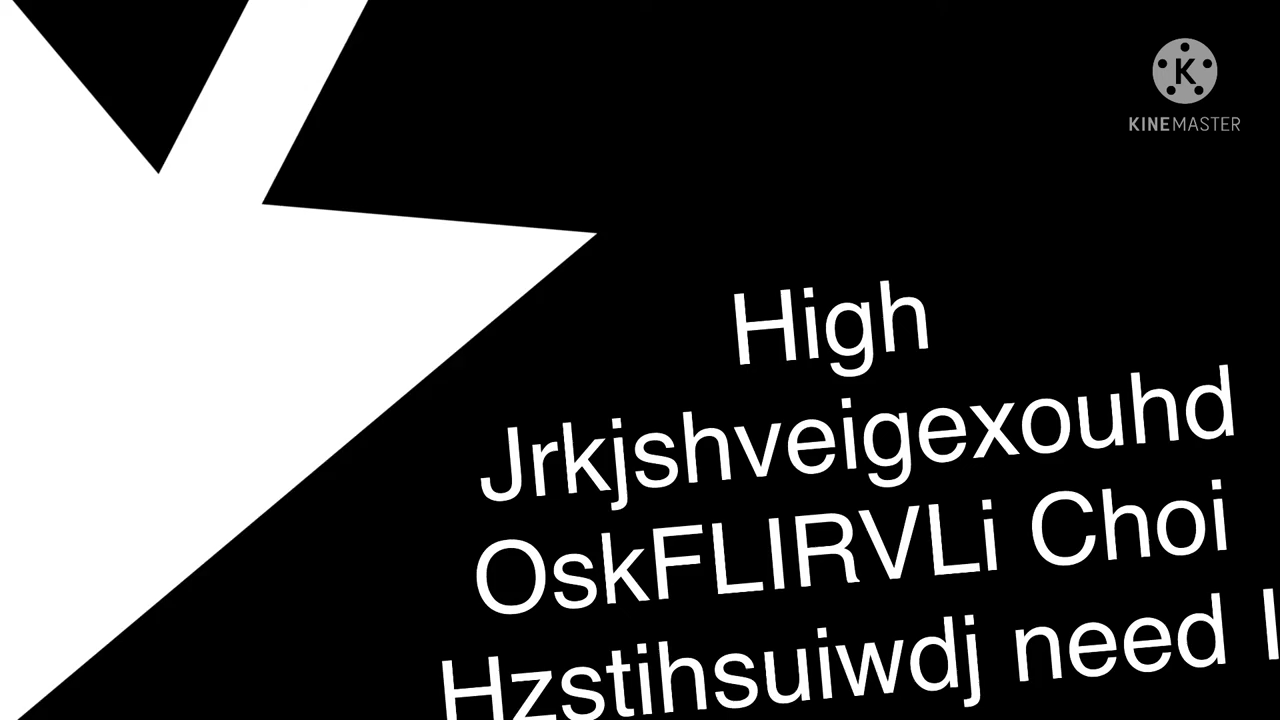 K
KINEMASTER
High
Jrkjshveigexouhd
OskFLIRVLi Choi
Hzstihsuiwdj need